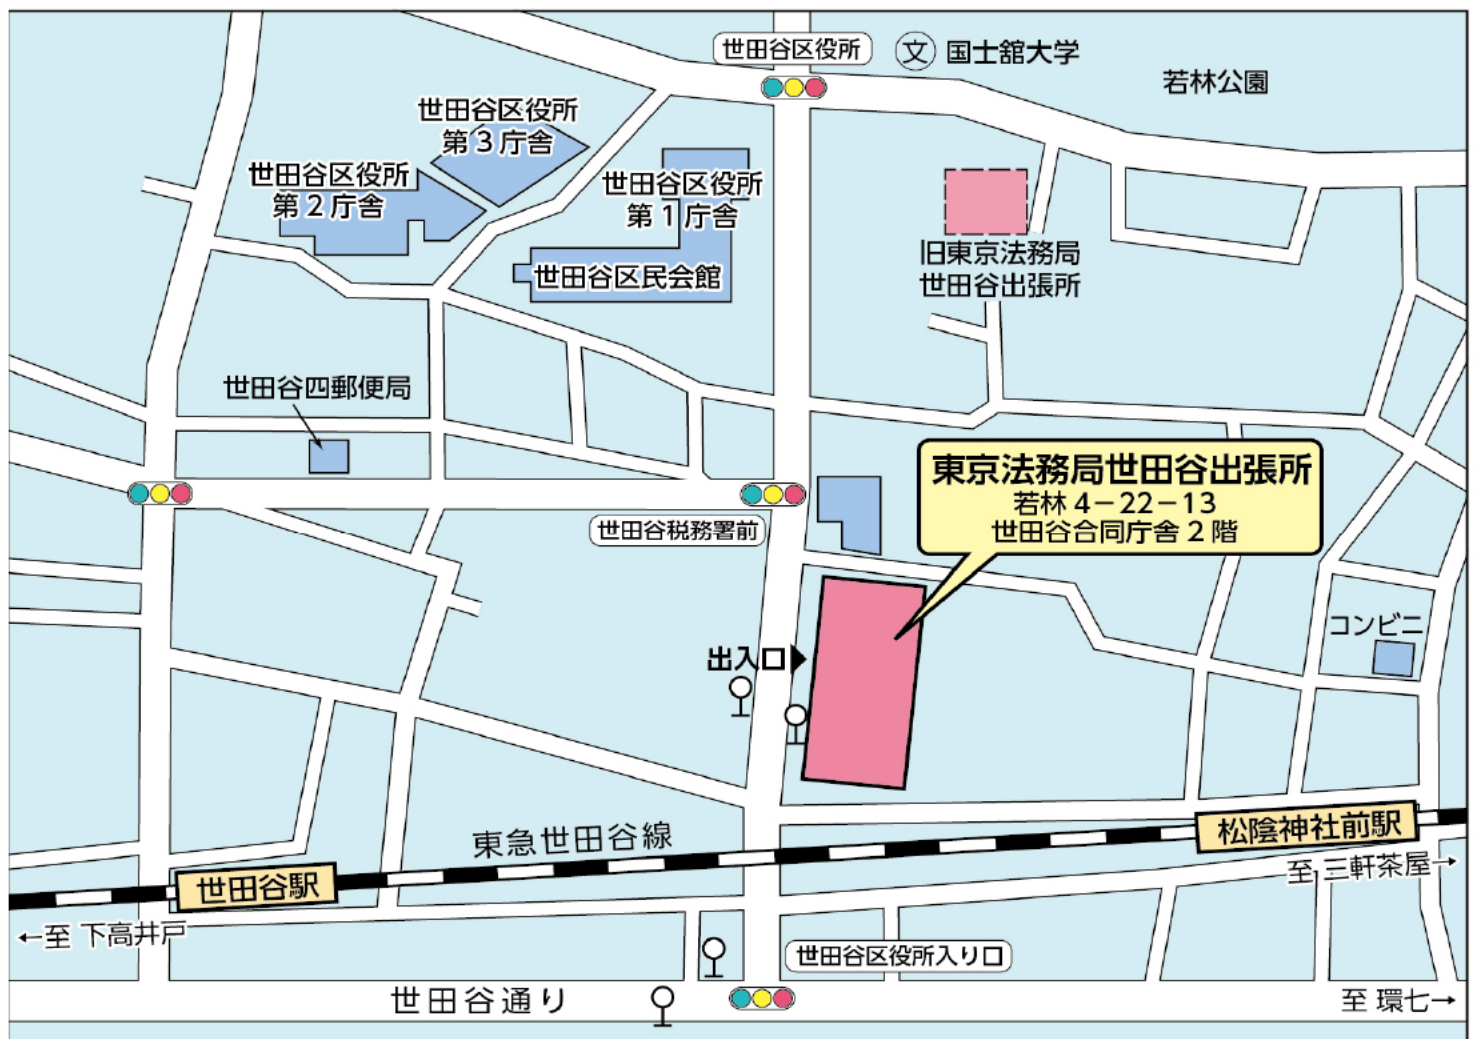 世田谷区役所
文 国士舘大学
若林公園
世田谷区役所
第3庁舎
世田谷区役所
第2庁舎
世田谷区役所
第1庁舎
世田谷区民会館
旧東京法務局
世田谷出張所
世田谷四郵便局
東京法務局世田谷出張所
若林4-22-13
世田谷合同庁舎2階
世田谷税務署前
コンビニ
出入口
東急世田谷線
松陰神社前駅
至 三軒茶屋→
世田谷駅
←至 下高井戸
世田谷区役所入り口
世田谷通り
至 環七→